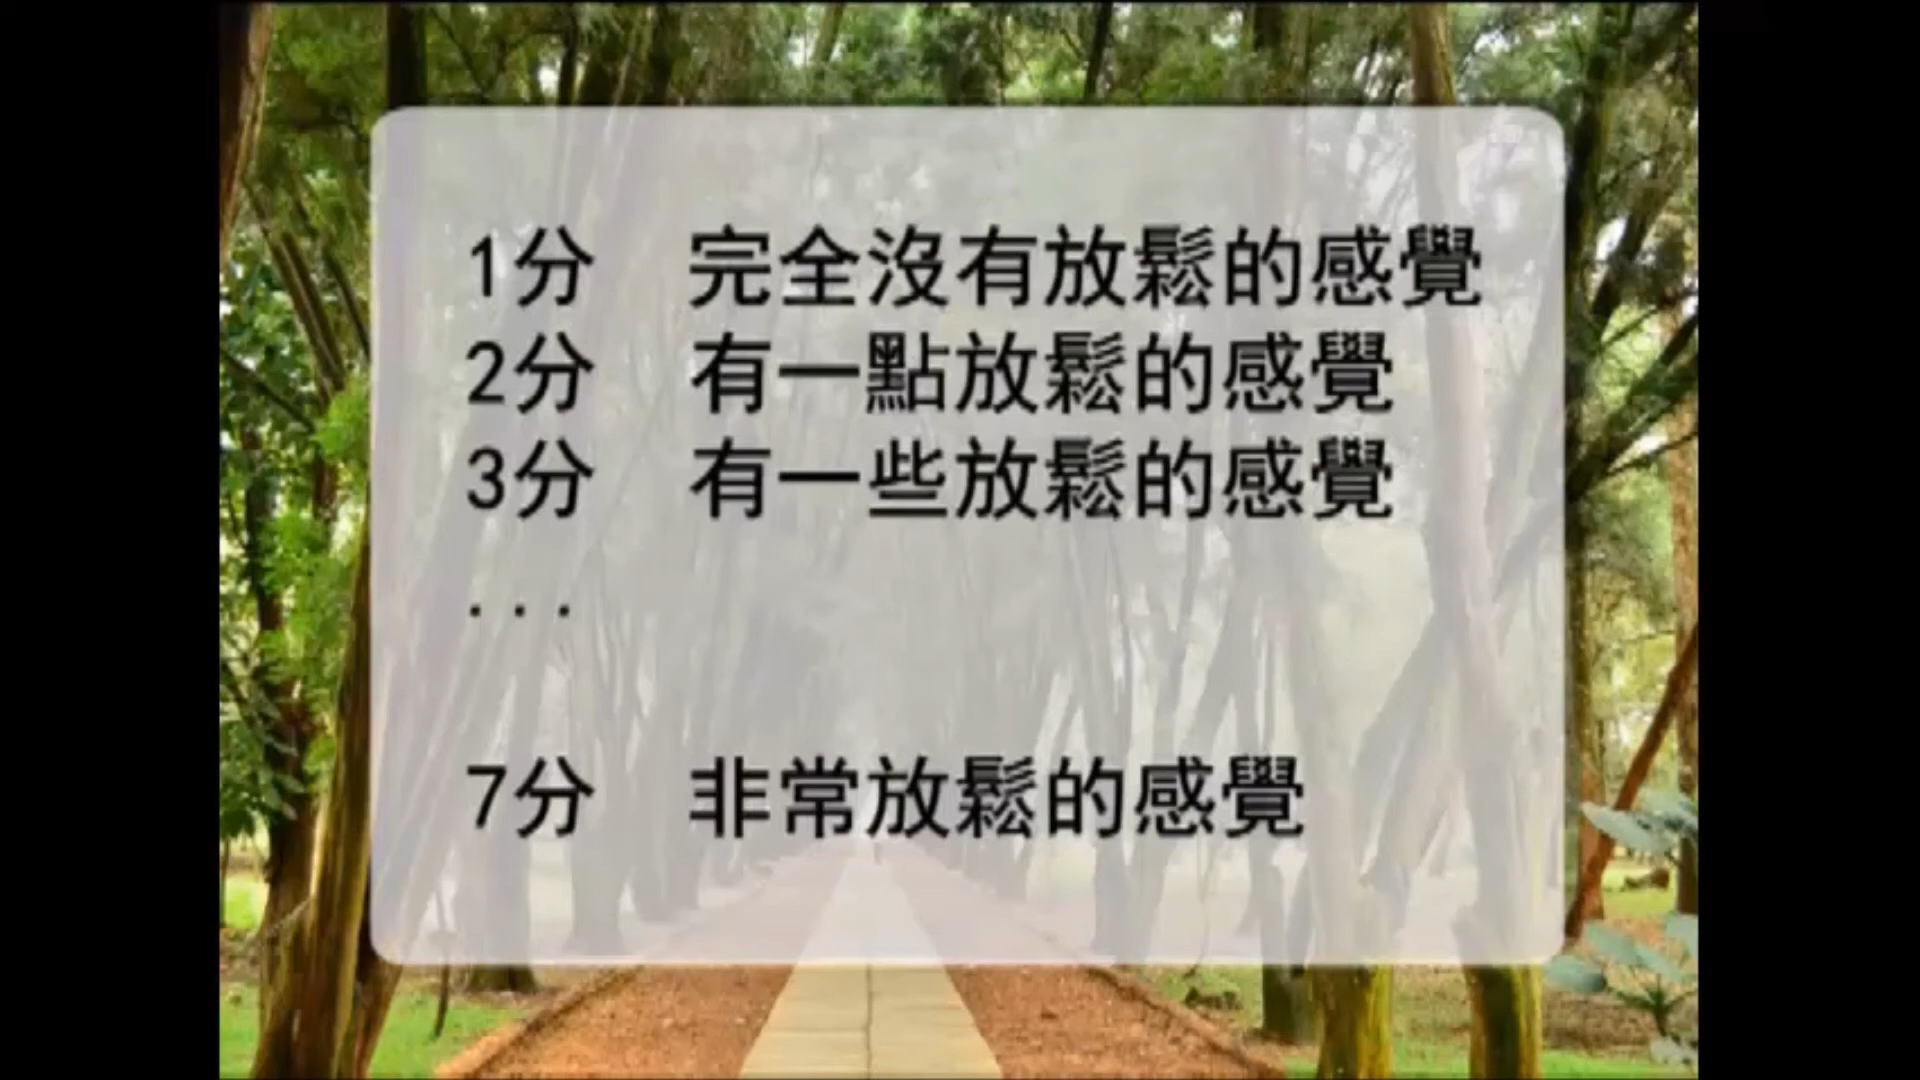 1分 完全沒有放鬆的感覺
2分 有一點放鬆的感覺
3分 有一些放鬆的感覺
...
7分 非常放鬆的感覺